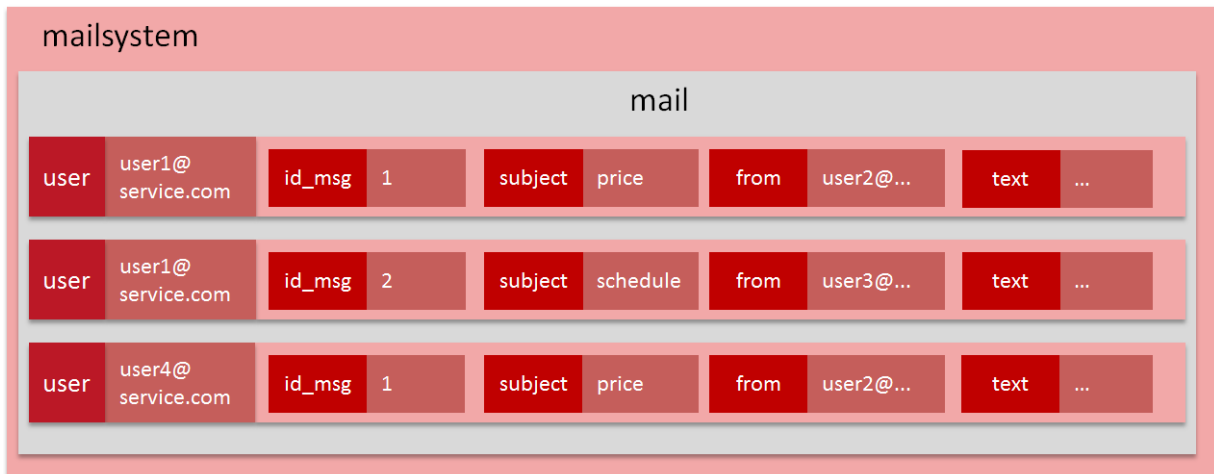 mailsystem
mail
user user1@ id_msg 1 subject price from user2@... text ...
service.com
user user1@ id_msg 2 subject schedule from user3@... text ...
service.com
user user4@ id_msg 1 subject price from user2@... text ...
service.com